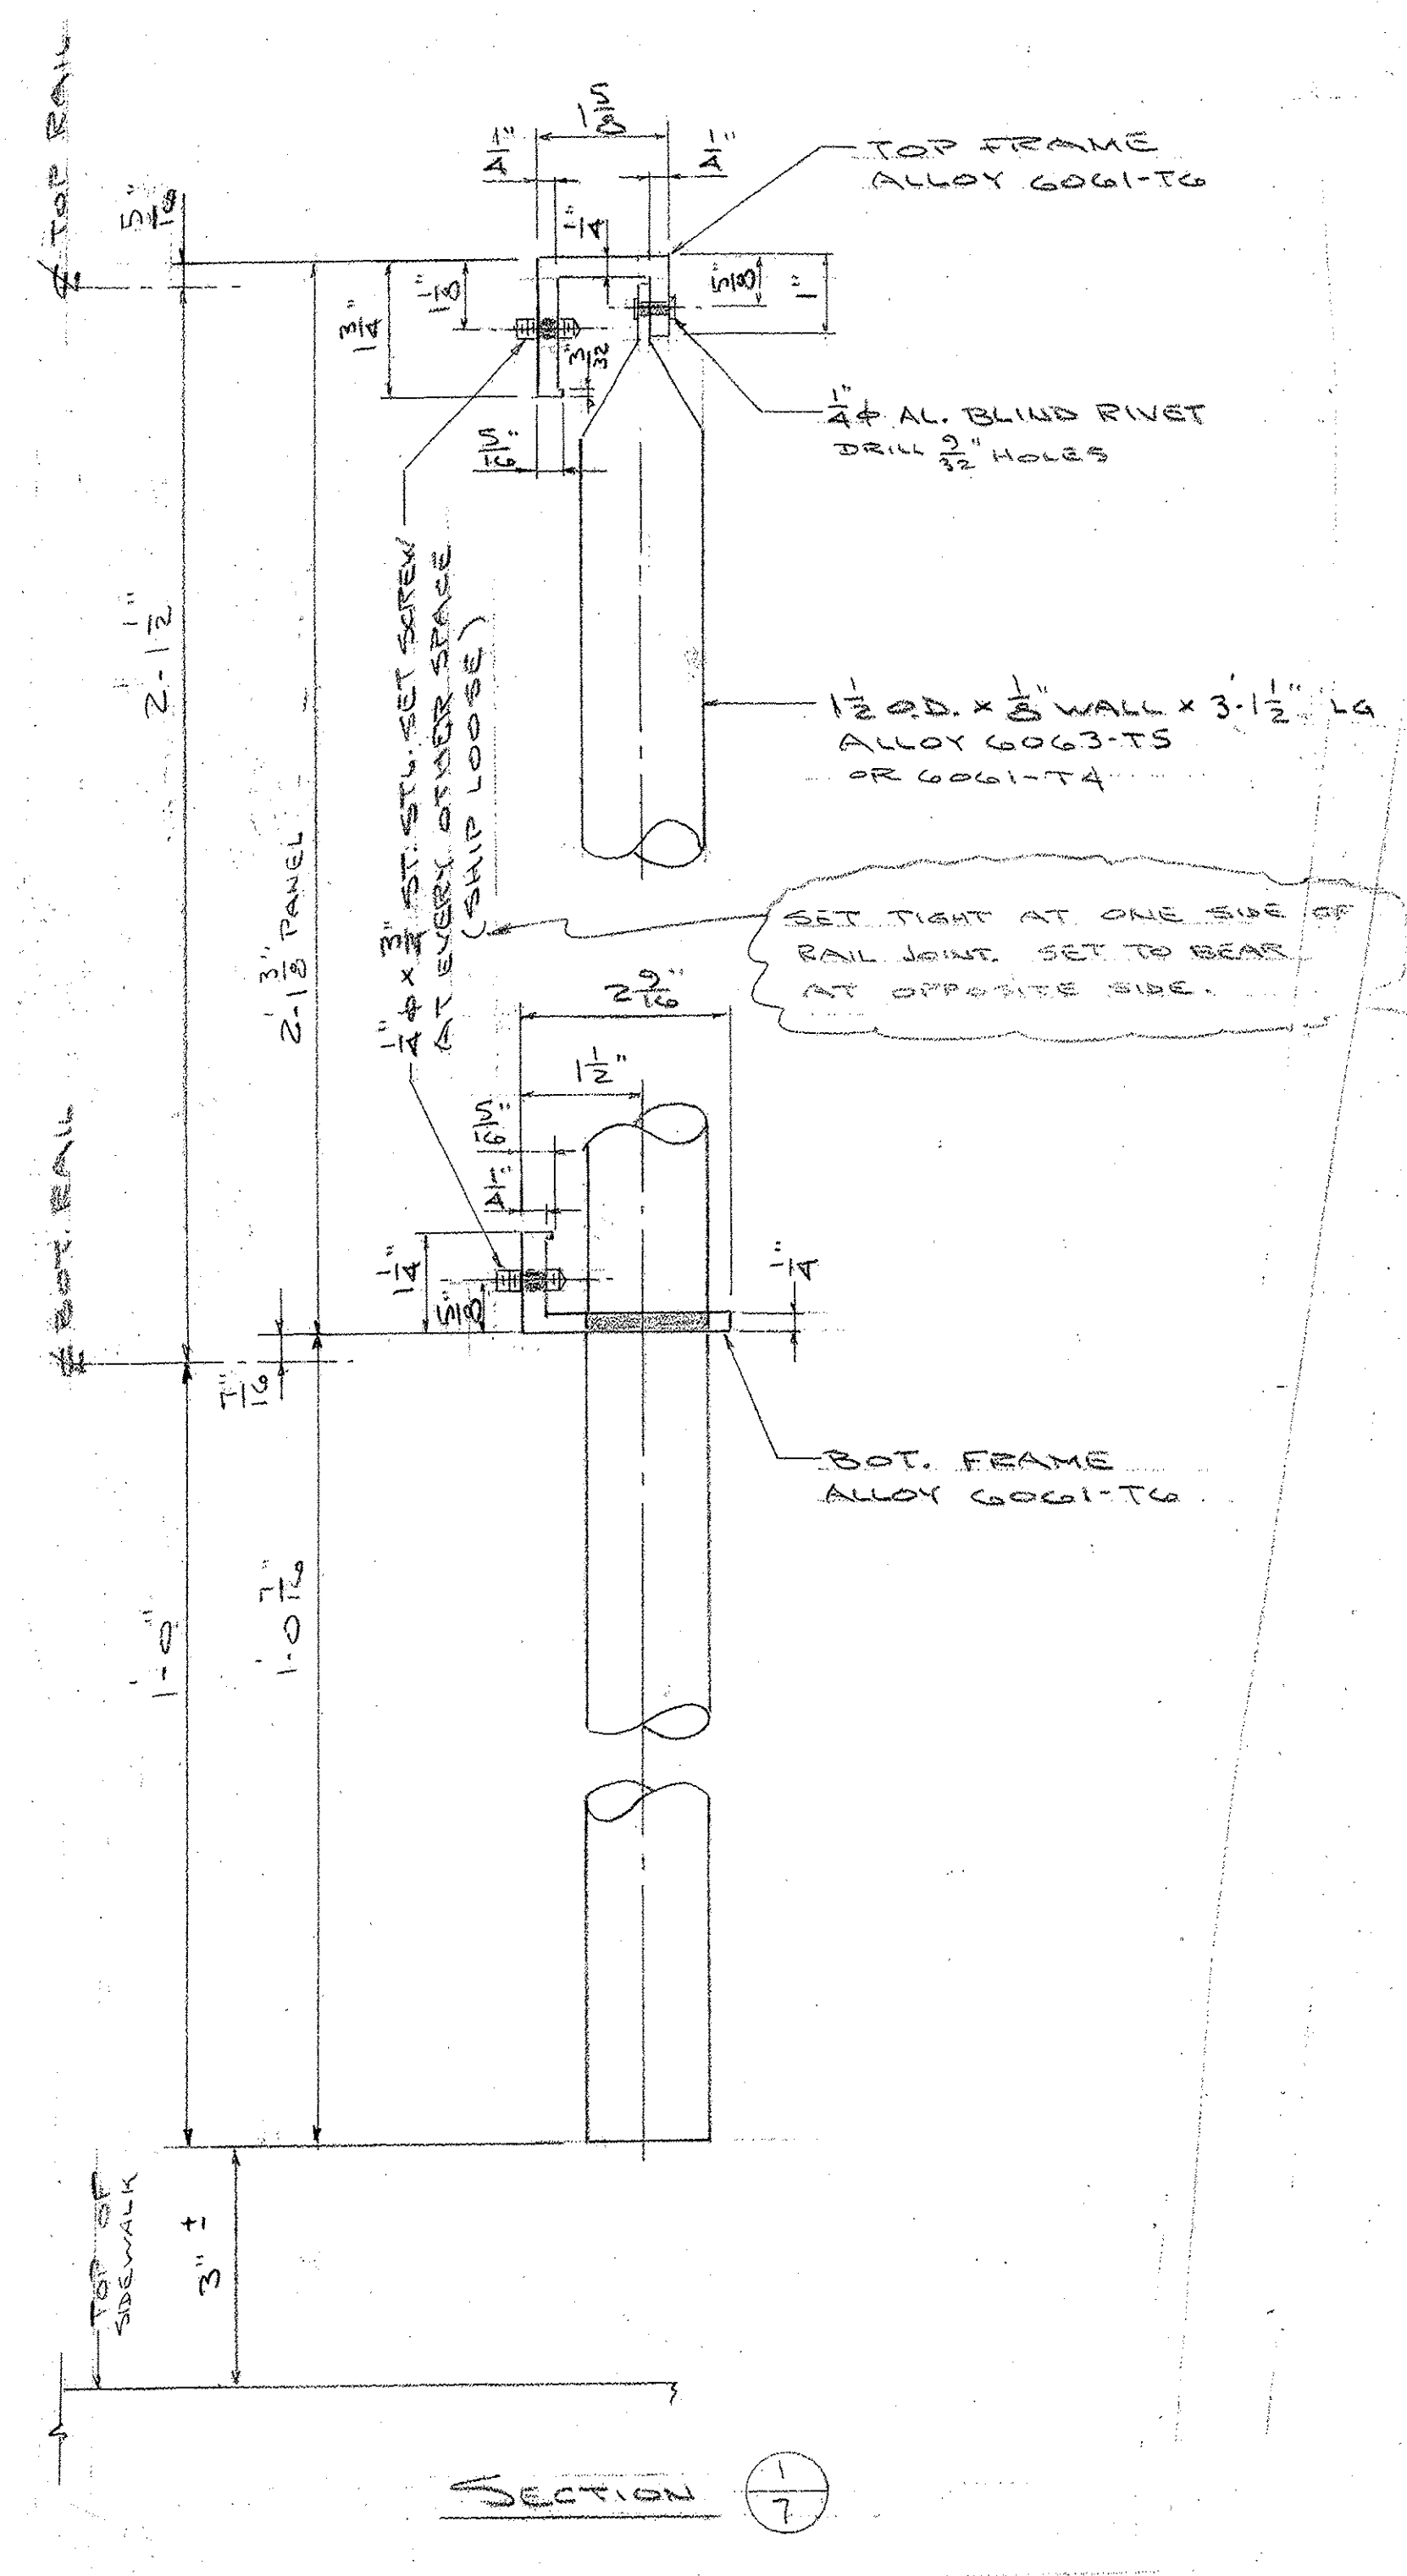 ℄ TOP RAIL
5/16"
1/4"
1 5/8
1/4"
TOP FRAME
ALLOY 6061-T6
1/4"
1 3/4"
1 1/8"
5/8"
1"
3/32"
5/16"
1/4" ϕ AL. BLIND RIVET
DRILL 9/32" HOLES
2'-1 1/2"
2'-1 3/8" PANEL
1/4" ϕ x 3/4" ST. STL. SET SCREW
AT EVERY OTHER SPACE
(SHIP LOOSE)
1 1/2 O.D. x 1/8" WALL x 3'-1 1/2" LG
ALLOY 6063-T5
OR 6061-T4
SET TIGHT AT ONE SIDE OF
RAIL JOINT. SET TO BEAR
AT OPPOSITE SIDE.
2 9/16"
1 1/2"
5/16"
1/4"
1 1/4"
5/8"
1/4"
℄ BOT. RAIL
7/16"
BOT. FRAME
ALLOY 6061-T6
1'-0"
1'-0 7/16"
TOP OF
SIDEWALK
3" ±
SECTION
1
7